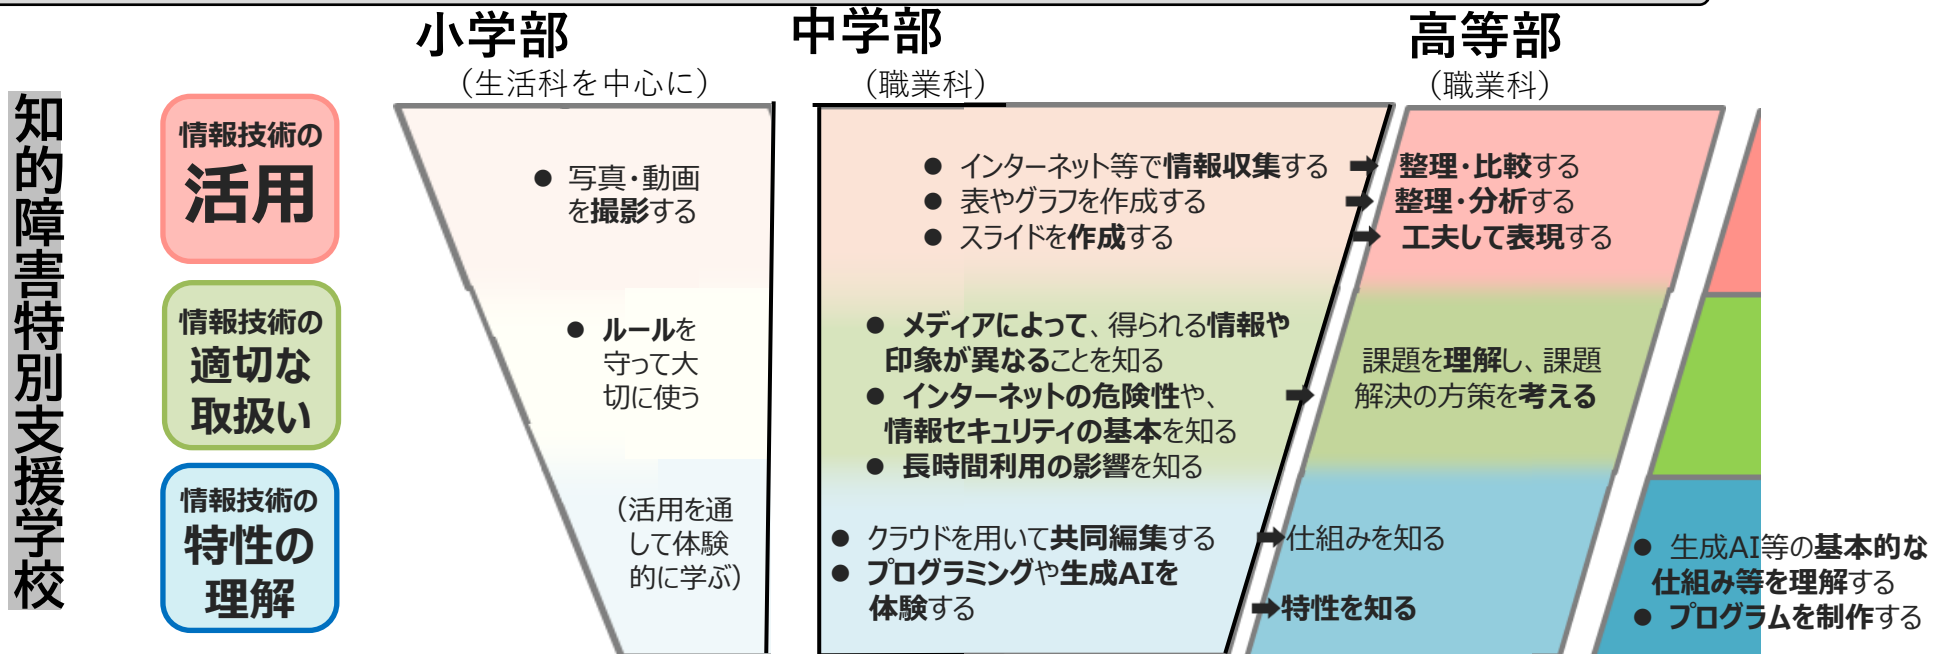 小学部
(生活科を中心に)
中学部
(職業科)
高等部
(職業科)
知的障害特別支援学校
情報技術の
活用
● 写真・動画
を撮影する
● インターネット等で情報収集する ➡ 整理・比較する
● 表やグラフを作成する ➡ 整理・分析する
● スライドを作成する ➡ 工夫して表現する
情報技術の
適切な
取扱い
● ルールを
守って大
切に使う
● メディアによって、得られる情報や
印象が異なることを知る
● インターネットの危険性や、
情報セキュリティの基本を知る
● 長時間利用の影響を知る
➡
課題を理解し、課題
解決の方策を考える
情報技術の
特性の
理解
(活用を通
して体験
的に学ぶ)
● クラウドを用いて共同編集する ➡仕組みを知る
● プログラミングや生成AIを
体験する ➡特性を知る
● 生成AI等の基本的な
仕組み等を理解する
● プログラムを制作する